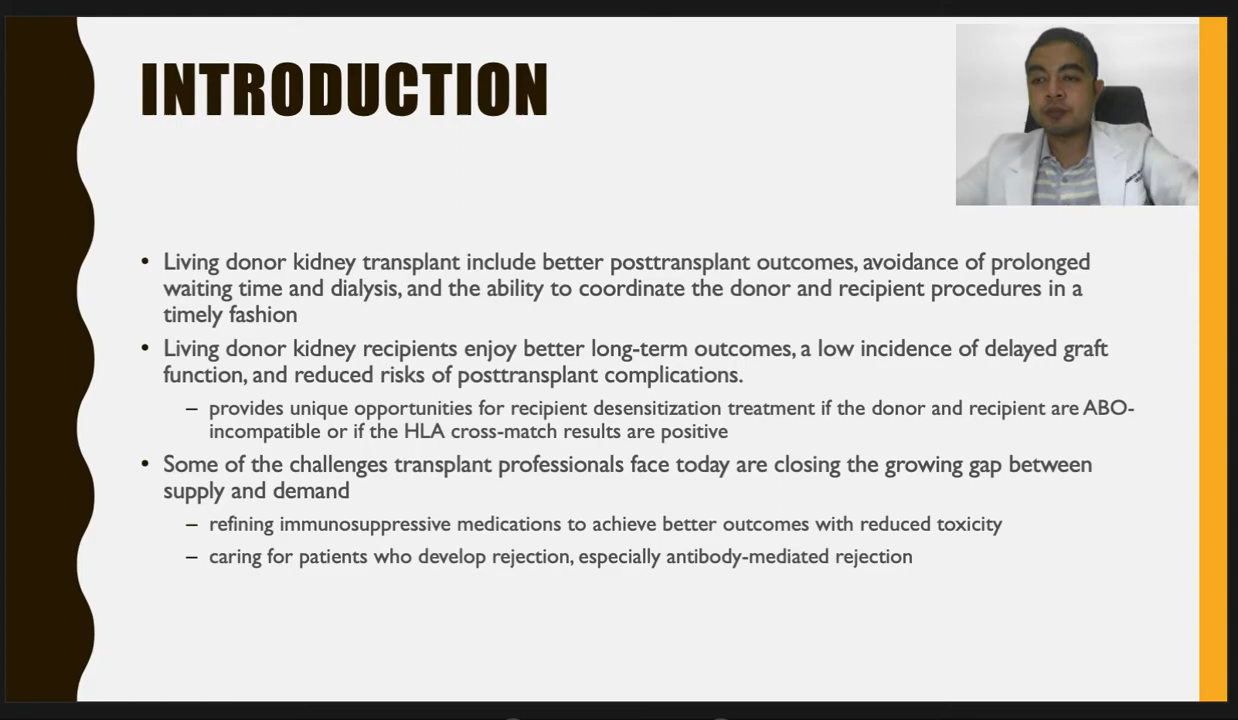 INTRODUCTION
• Living donor kidney transplant include better posttransplant outcomes, avoidance of prolonged
waiting time and dialysis, and the ability to coordinate the donor and recipient procedures in a
timely fashion
• Living donor kidney recipients enjoy better long-term outcomes, a low incidence of delayed graft
function, and reduced risks of posttransplant complications.
– provides unique opportunities for recipient desensitization treatment if the donor and recipient are ABO-
incompatible or if the HLA cross-match results are positive
• Some of the challenges transplant professionals face today are closing the growing gap between
supply and demand
– refining immunosuppressive medications to achieve better outcomes with reduced toxicity
– caring for patients who develop rejection, especially antibody-mediated rejection